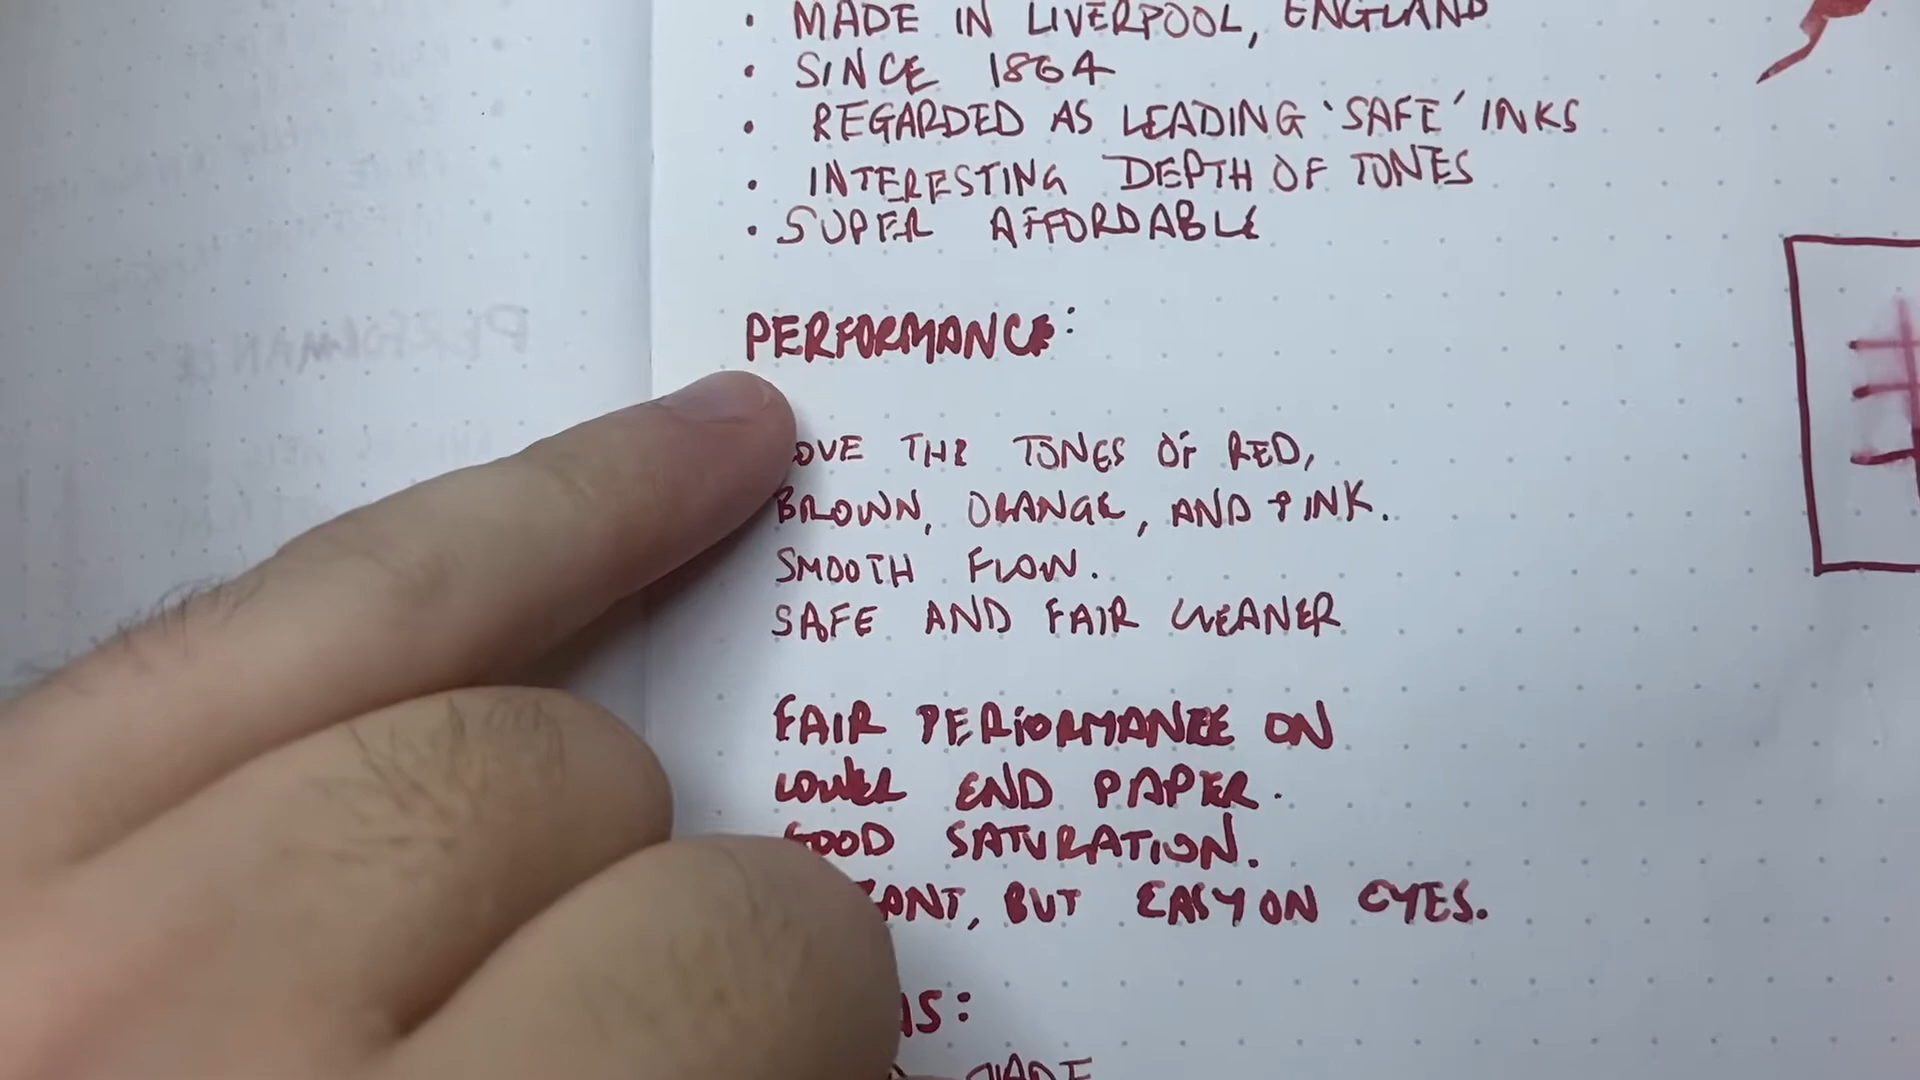 • MADE IN LIVERPOOL, ENGLAND
• SINCE 1864
• REGARDED AS LEADING 'SAFE' INKS
• INTERESTING DEPTH OF TONES
• SUPER AFFORDABLE
PERFORMANCE:
OVE THE TONES OF RED,
BROWN, ORANGE, AND PINK.
SMOOTH FLOW.
SAFE AND FAIR CLEANER
FAIR PERFORMANCE ON
LOWER END PAPER.
GOOD SATURATION.
ANT, BUT EASY ON EYES.
NS: